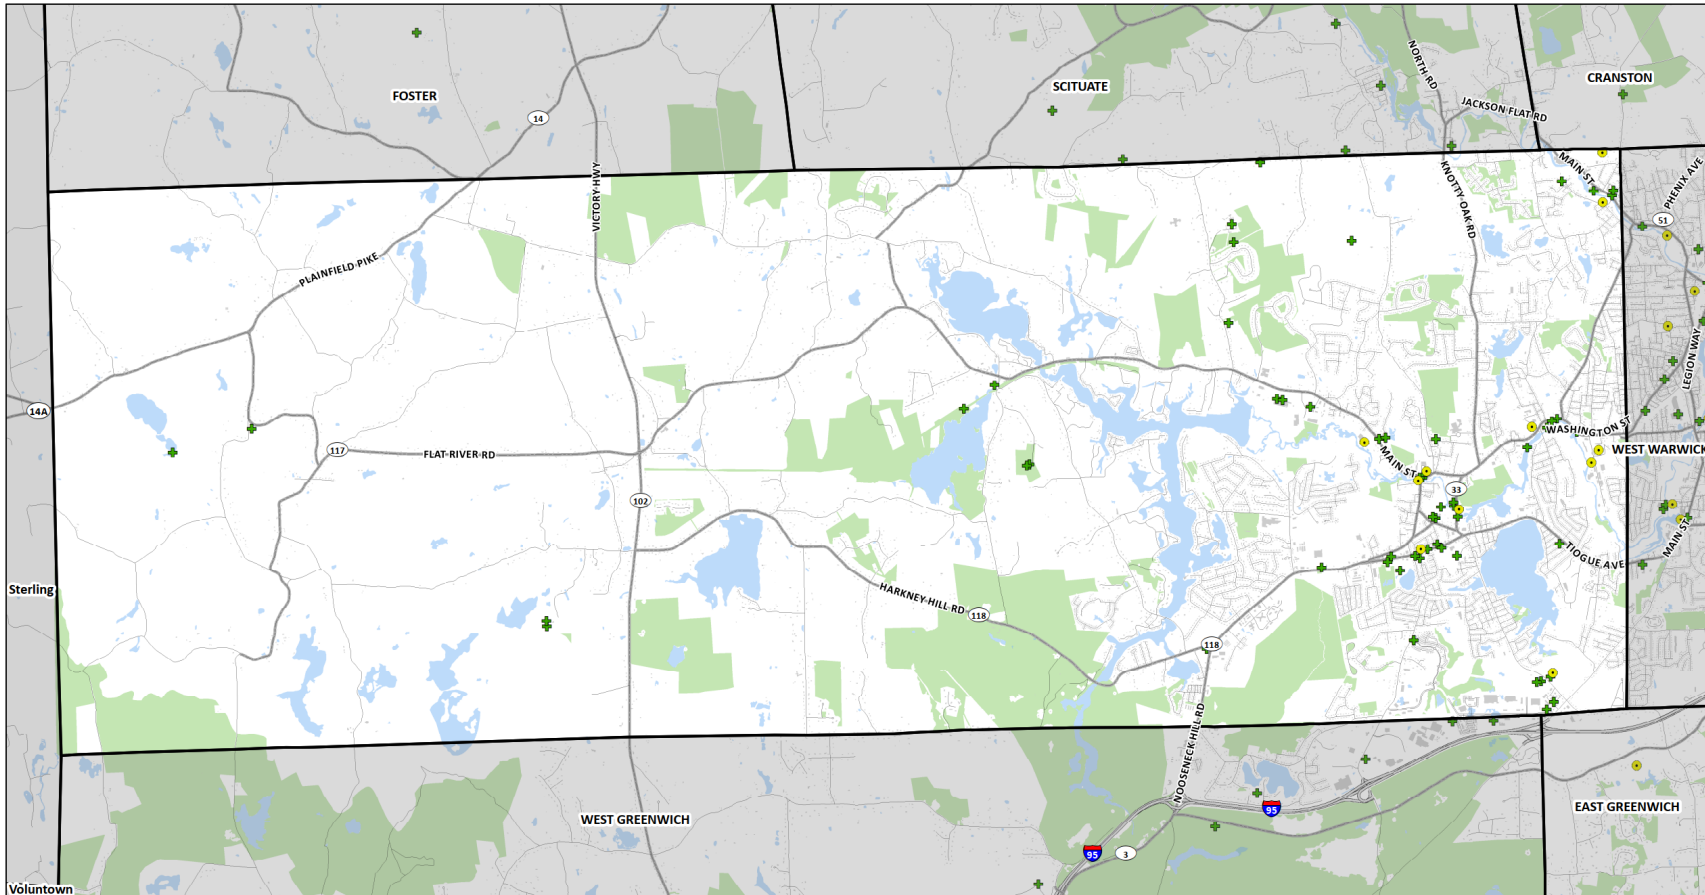 NORTH RD
CRANSTON
SCITUATE
FOSTER
JACKSON FLAT RD
14
MAIN ST
PHENIX AVE
VICTORY HWY
KNOTTY OAK RD
51
PLAINFIELD PIKE
LEGION WAY
14A
WASHINGTON ST
117
FLAT RIVER RD
MAIN ST
WEST WARWICK
33
102
MAIN ST
TIOGUE AVE
Sterling
HARKNEY HILL RD
118
118
NOOSENECK HILL RD
95
EAST GREENWICH
WEST GREENWICH
95
3
Voluntown